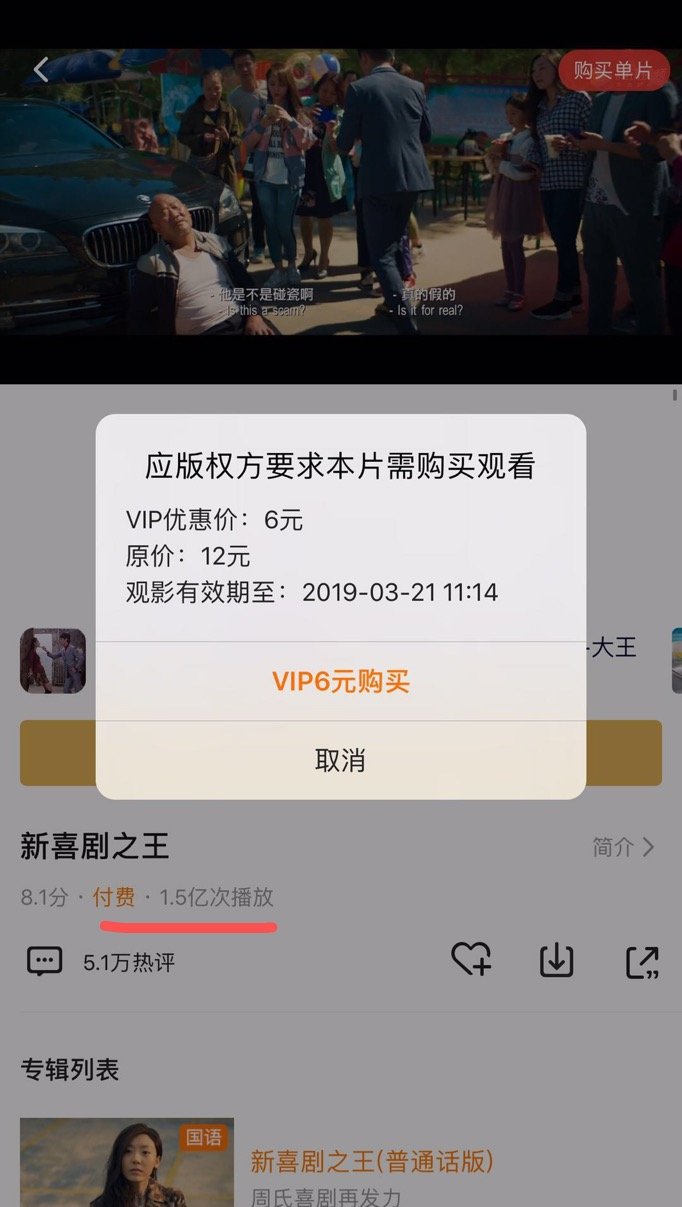 购买单片
- 他是不是碰瓷啊 - 真的假的
- Is this a scam? - Is it for real?
应版权方要求本片需购买观看
VIP优惠价：6元
原价：12元
观影有效期至：2019-03-21 11:14
大王
VIP6元购买
取消
新喜剧之王 简介
8.1分 · 付费 · 1.5亿次播放
5.1万热评
专辑列表
国语
新喜剧之王(普通话版)
周氏喜剧再发力